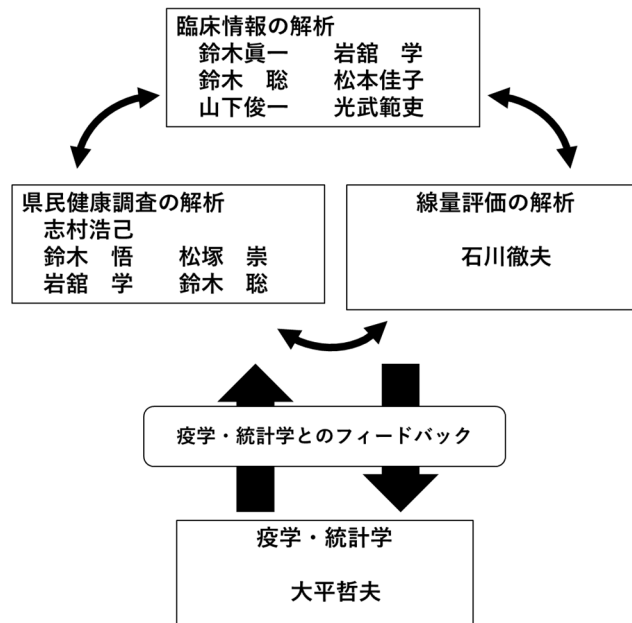 臨床情報の解析
鈴木眞一　　岩舘　学
鈴木　聡　　松本佳子
山下俊一　　光武範吏
県民健康調査の解析
志村浩己
鈴木　悟　　松塚　崇
岩舘　学　　鈴木　聡
線量評価の解析
石川徹夫
疫学・統計学とのフィードバック
疫学・統計学
大平哲夫